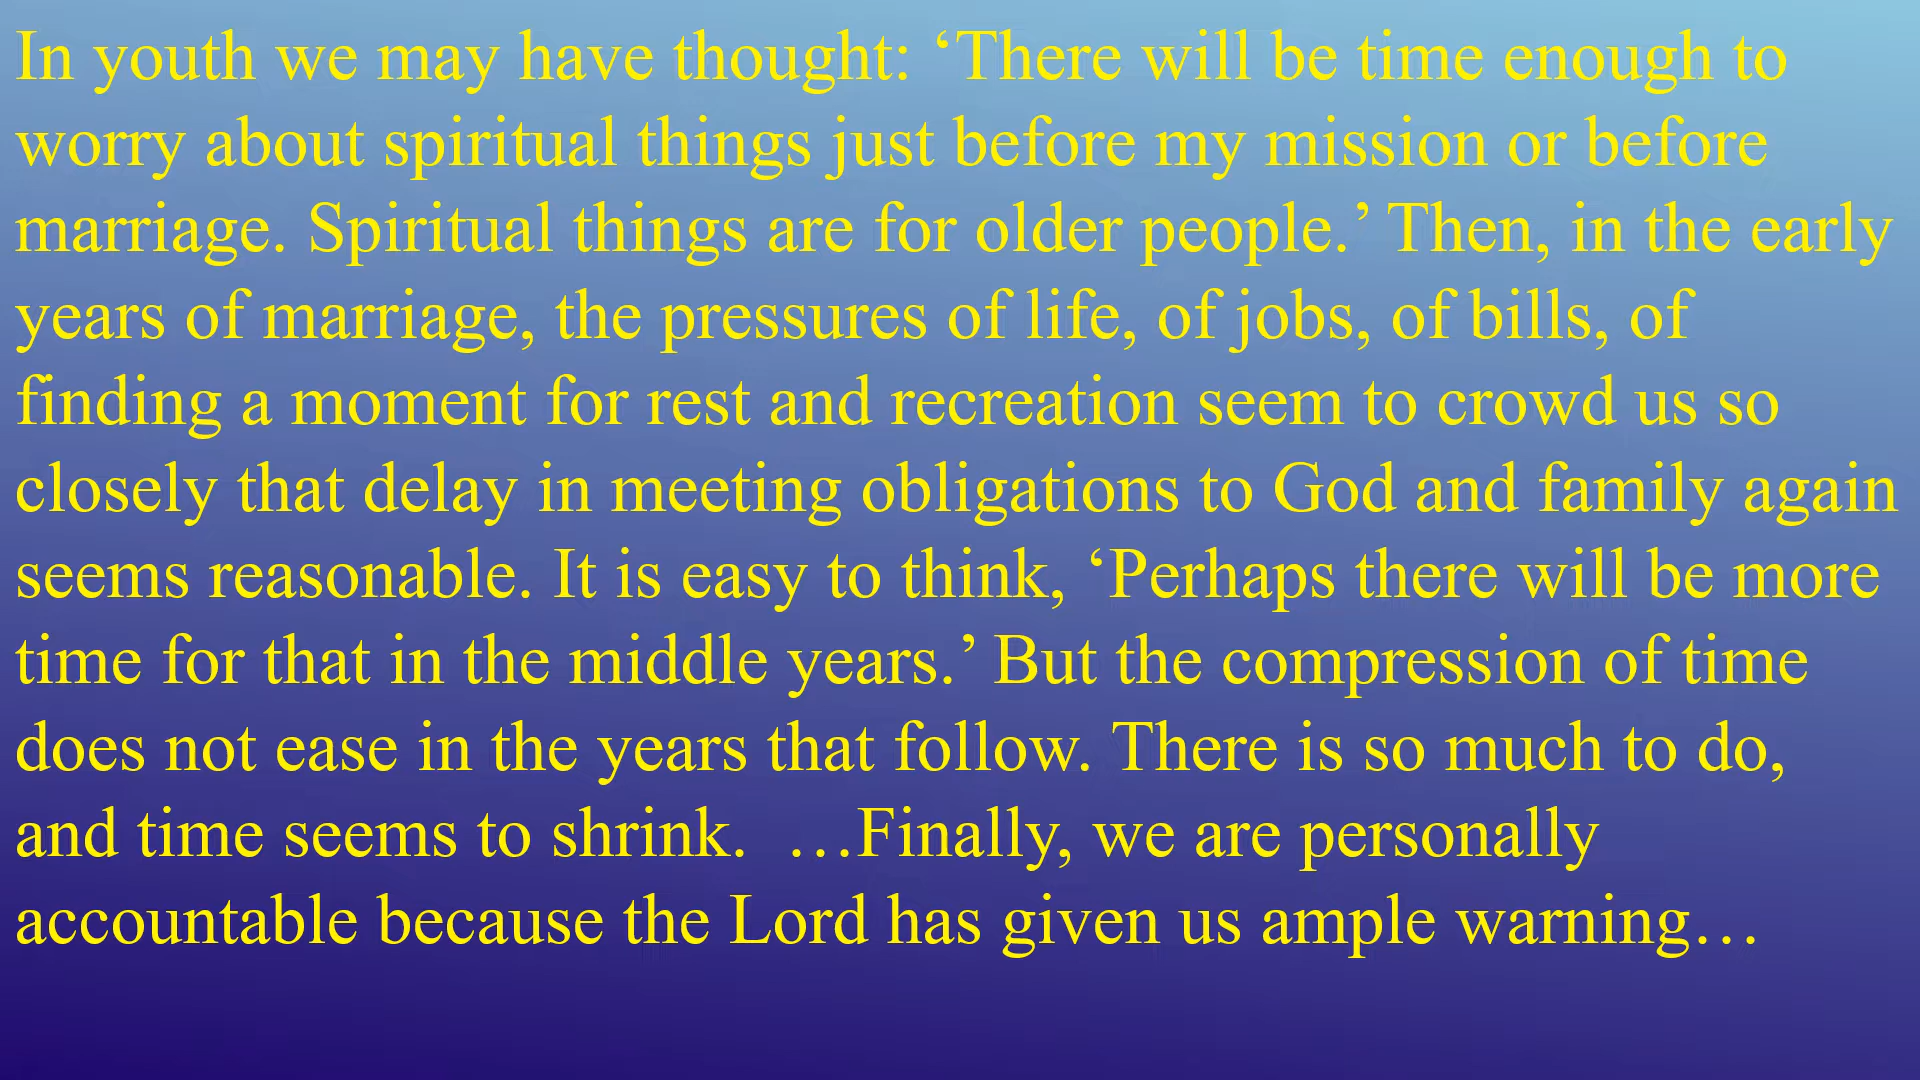 In youth we may have thought: ‘There will be time enough to
worry about spiritual things just before my mission or before
marriage. Spiritual things are for older people.’ Then, in the early
years of marriage, the pressures of life, of jobs, of bills, of
finding a moment for rest and recreation seem to crowd us so
closely that delay in meeting obligations to God and family again
seems reasonable. It is easy to think, ‘Perhaps there will be more
time for that in the middle years.’ But the compression of time
does not ease in the years that follow. There is so much to do,
and time seems to shrink.  …Finally, we are personally
accountable because the Lord has given us ample warning…